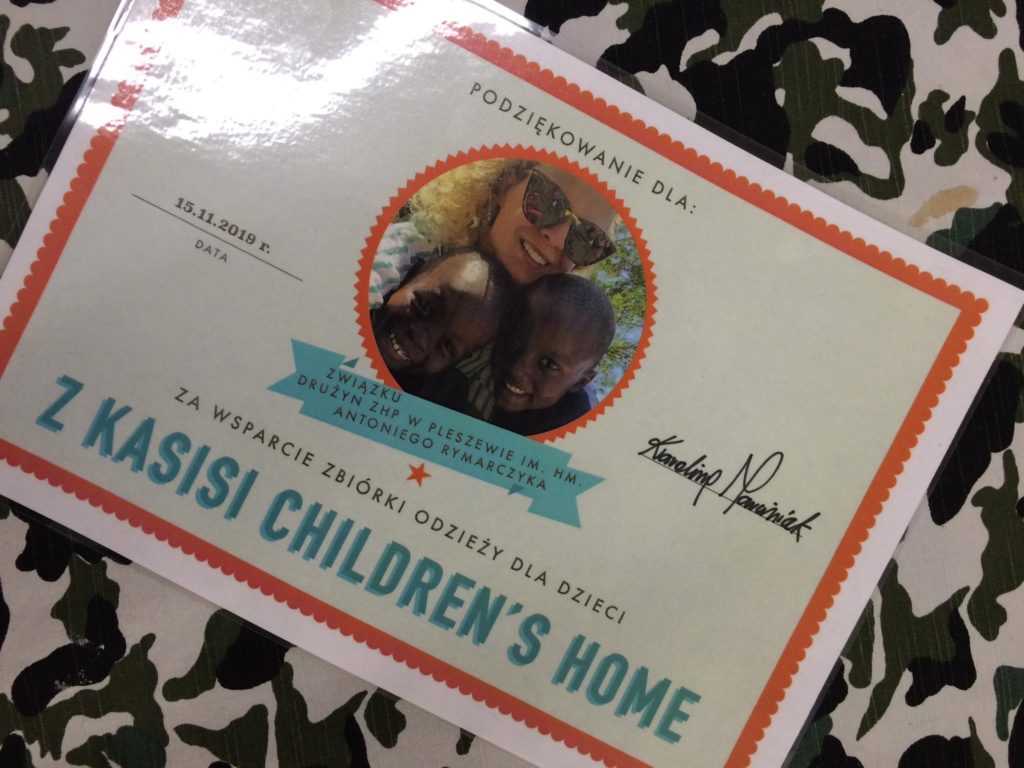 PODZIĘKOWANIE DLA:
15.11.2019 r.
DATA
ZWIĄZKU
DRUŻYN ZHP W PLESZEWIE IM. HM.
ANTONIEGO RYMARCZYKA
ZA WSPARCIE ZBIÓRKI ODZIEŻY DLA DZIECI
Z KASISI CHILDREN'S HOME